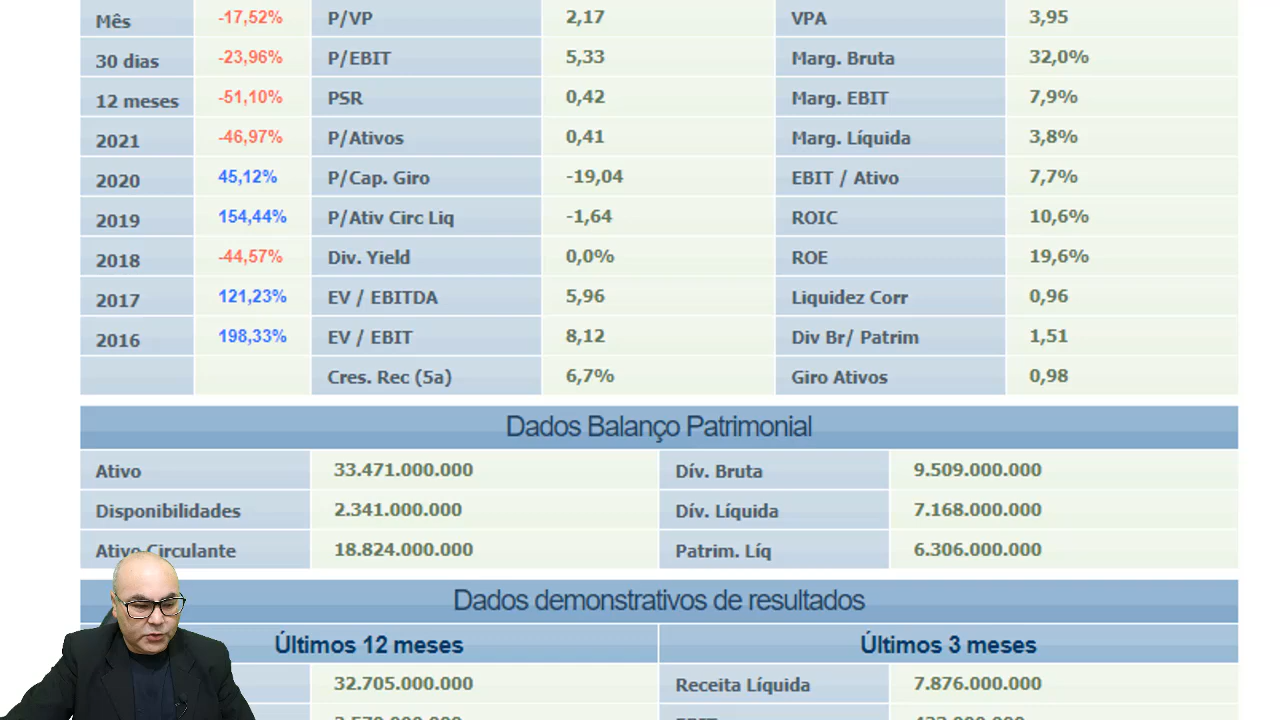 Mês -17,52% P/VP 2,17 VPA 3,95
30 dias -23,96% P/EBIT 5,33 Marg. Bruta 32,0%
12 meses -51,10% PSR 0,42 Marg. EBIT 7,9%
2021 -46,97% P/Ativos 0,41 Marg. Líquida 3,8%
2020 45,12% P/Cap. Giro -19,04 EBIT / Ativo 7,7%
2019 154,44% P/Ativ Circ Liq -1,64 ROIC 10,6%
2018 -44,57% Div. Yield 0,0% ROE 19,6%
2017 121,23% EV / EBITDA 5,96 Liquidez Corr 0,96
2016 198,33% EV / EBIT 8,12 Div Br/ Patrim 1,51
Cres. Rec (5a) 6,7% Giro Ativos 0,98
Dados Balanço Patrimonial
Ativo 33.471.000.000 Dív. Bruta 9.509.000.000
Disponibilidades 2.341.000.000 Dív. Líquida 7.168.000.000
Ativo Circulante 18.824.000.000 Patrim. Líq 6.306.000.000
Dados demonstrativos de resultados
Últimos 12 meses Últimos 3 meses
32.705.000.000 Receita Líquida 7.876.000.000